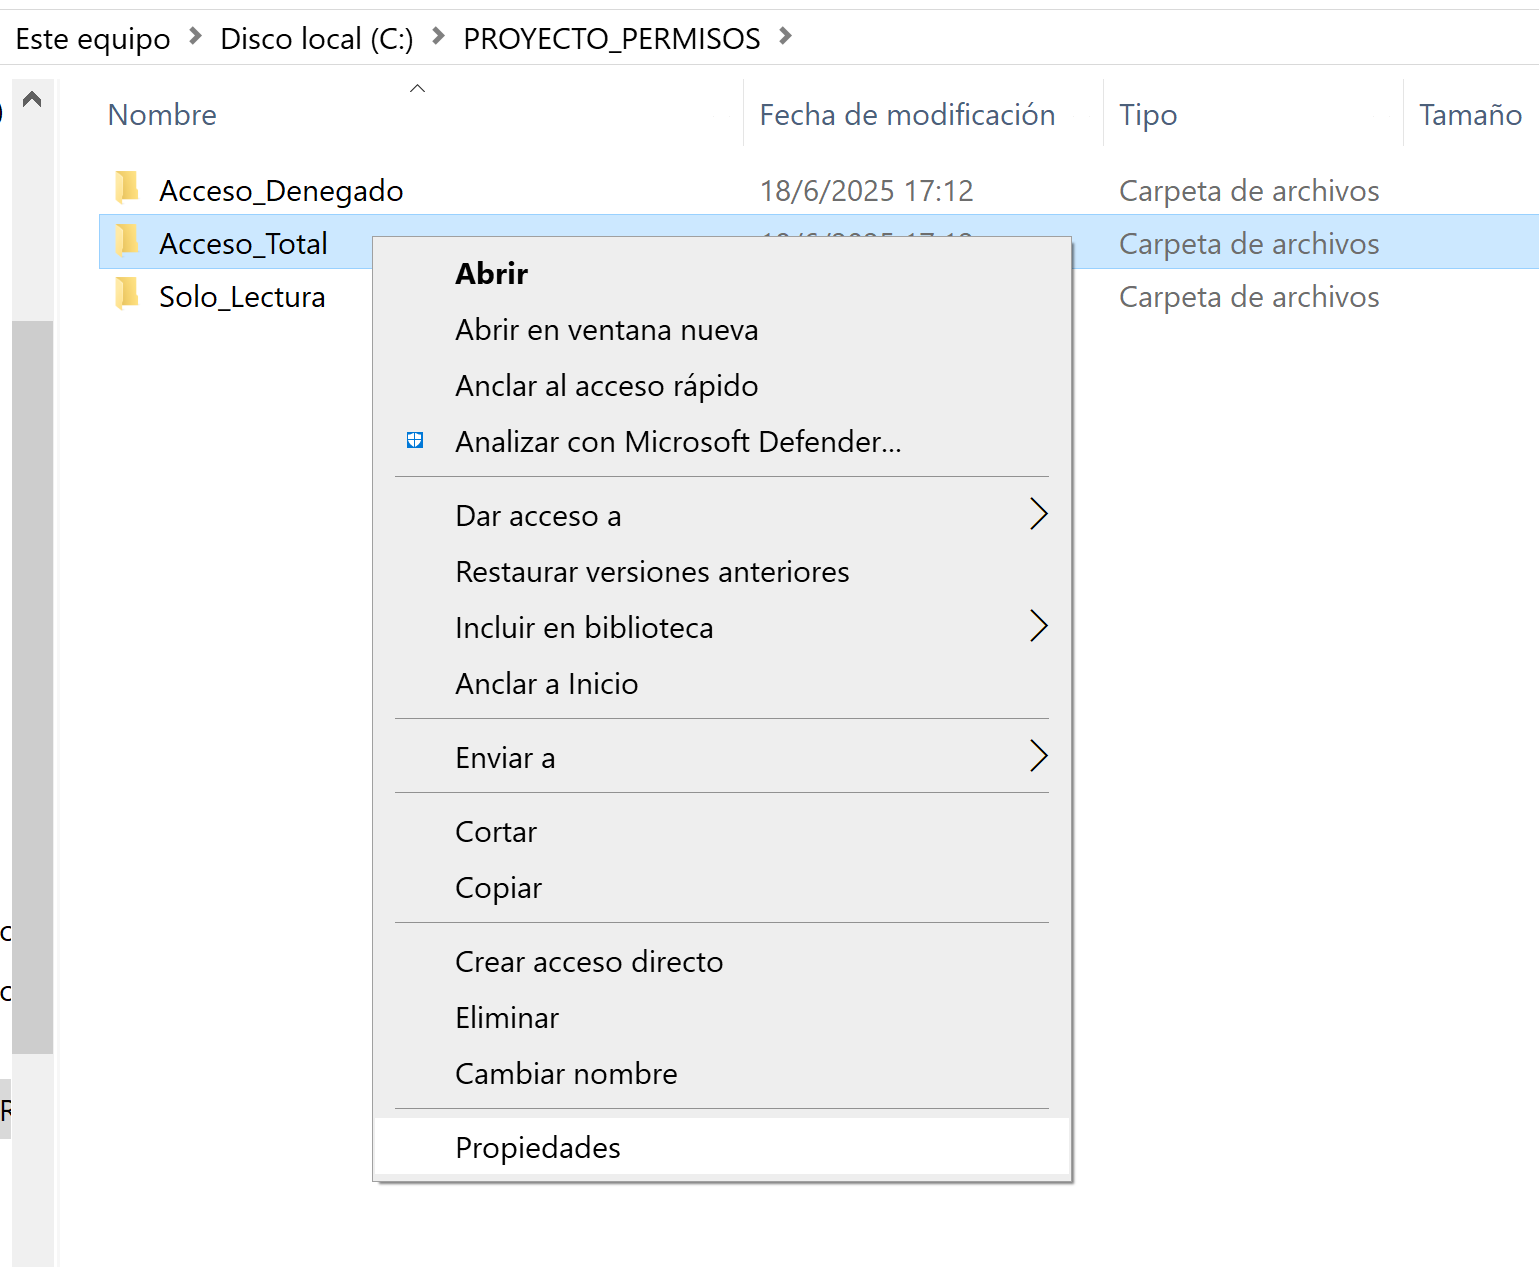 Este equipo > Disco local (C:) > PROYECTO_PERMISOS >
Nombre Fecha de modificación Tipo Tamaño
Acceso_Denegado 18/6/2025 17:12 Carpeta de archivos
Acceso_Total Carpeta de archivos
Solo_Lectura Carpeta de archivos
Abrir
Abrir en ventana nueva
Anclar al acceso rápido
Analizar con Microsoft Defender...
Dar acceso a
Restaurar versiones anteriores
Incluir en biblioteca
Anclar a Inicio
Enviar a
Cortar
Copiar
Crear acceso directo
Eliminar
Cambiar nombre
Propiedades